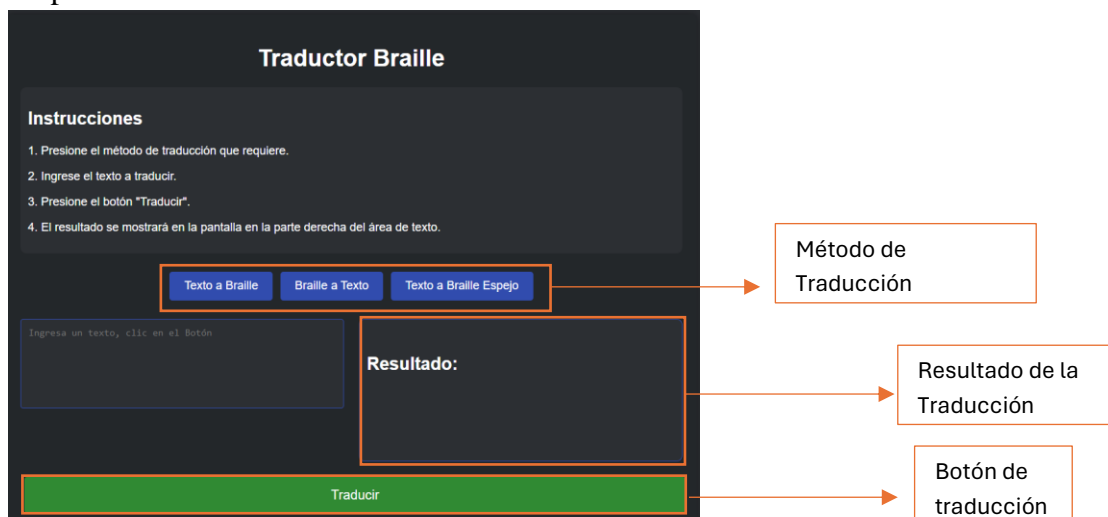 Traductor Braille
Instrucciones
1. Presione el método de traducción que requiere.
2. Ingrese el texto a traducir.
3. Presione el botón "Traducir".
4. El resultado se mostrará en la pantalla en la parte derecha del área de texto.
Texto a Braille Braille a Texto Texto a Braille Espejo
Método de
Traducción
Ingresa un texto, clic en el Botón
Resultado:
Resultado de la
Traducción
Traducir
Botón de
traducción